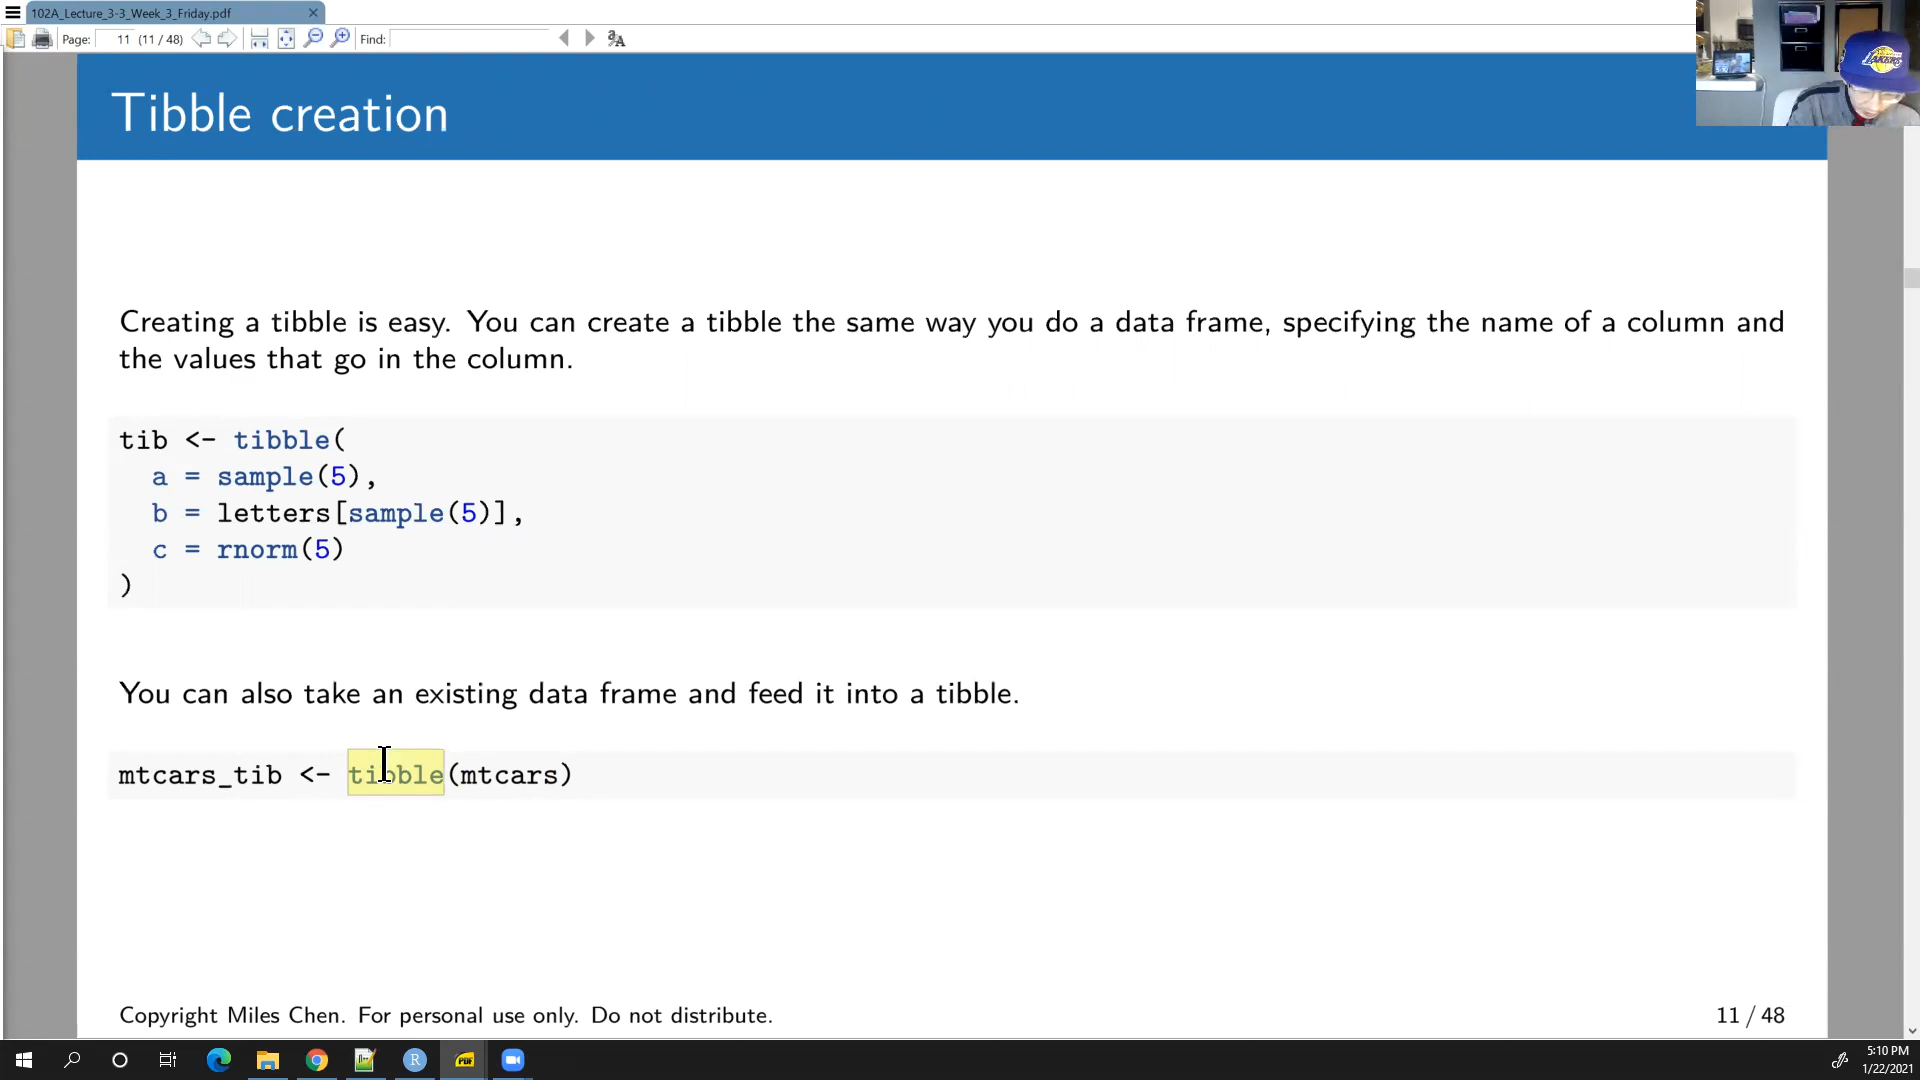 102A_Lecture_3-3_Week_3_Friday.pdf
Page: 11 (11 / 48) Find:
LAKERS
Tibble creation
Creating a tibble is easy. You can create a tibble the same way you do a data frame, specifying the name of a column and
the values that go in the column.
tib <- tibble(
  a = sample(5),
  b = letters[sample(5)],
  c = rnorm(5)
)
You can also take an existing data frame and feed it into a tibble.
mtcars_tib <- tibble(mtcars)
Copyright Miles Chen. For personal use only. Do not distribute.
11 / 48
R
PDF
5:10 PM
1/22/2021